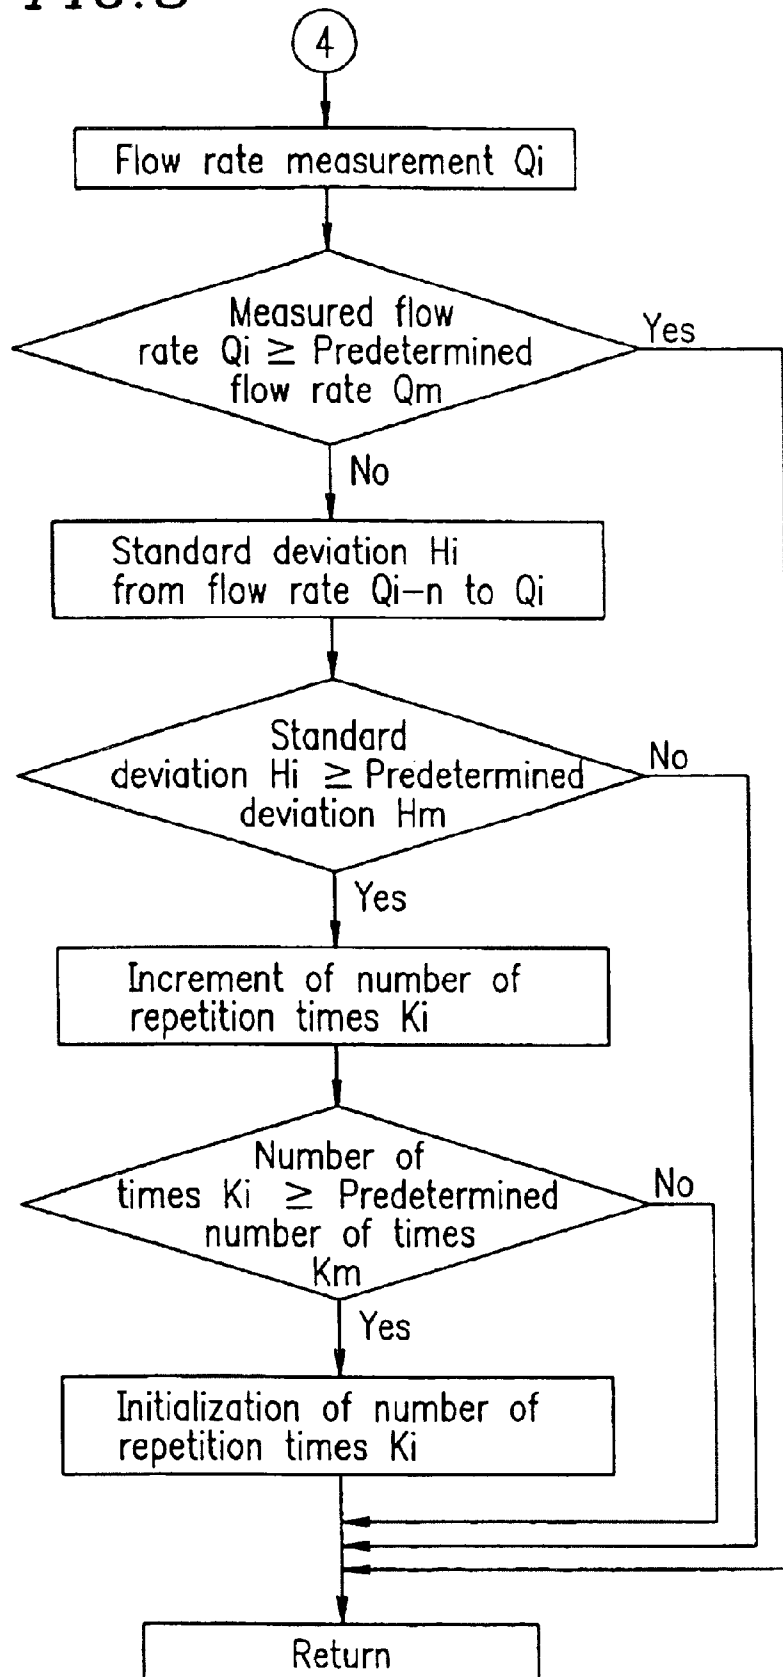 4
Flow rate measurement Qi
Measured flow
rate Qi ≥ Predetermined
flow rate Qm
Yes
No
Standard deviation Hi
from flow rate Qi-n to Qi
Standard
deviation Hi ≥ Predetermined
deviation Hm
No
Yes
Increment of number of
repetition times Ki
Number of
times Ki ≥ Predetermined
number of times
Km
No
Yes
Initialization of number of
repetition times Ki
Return